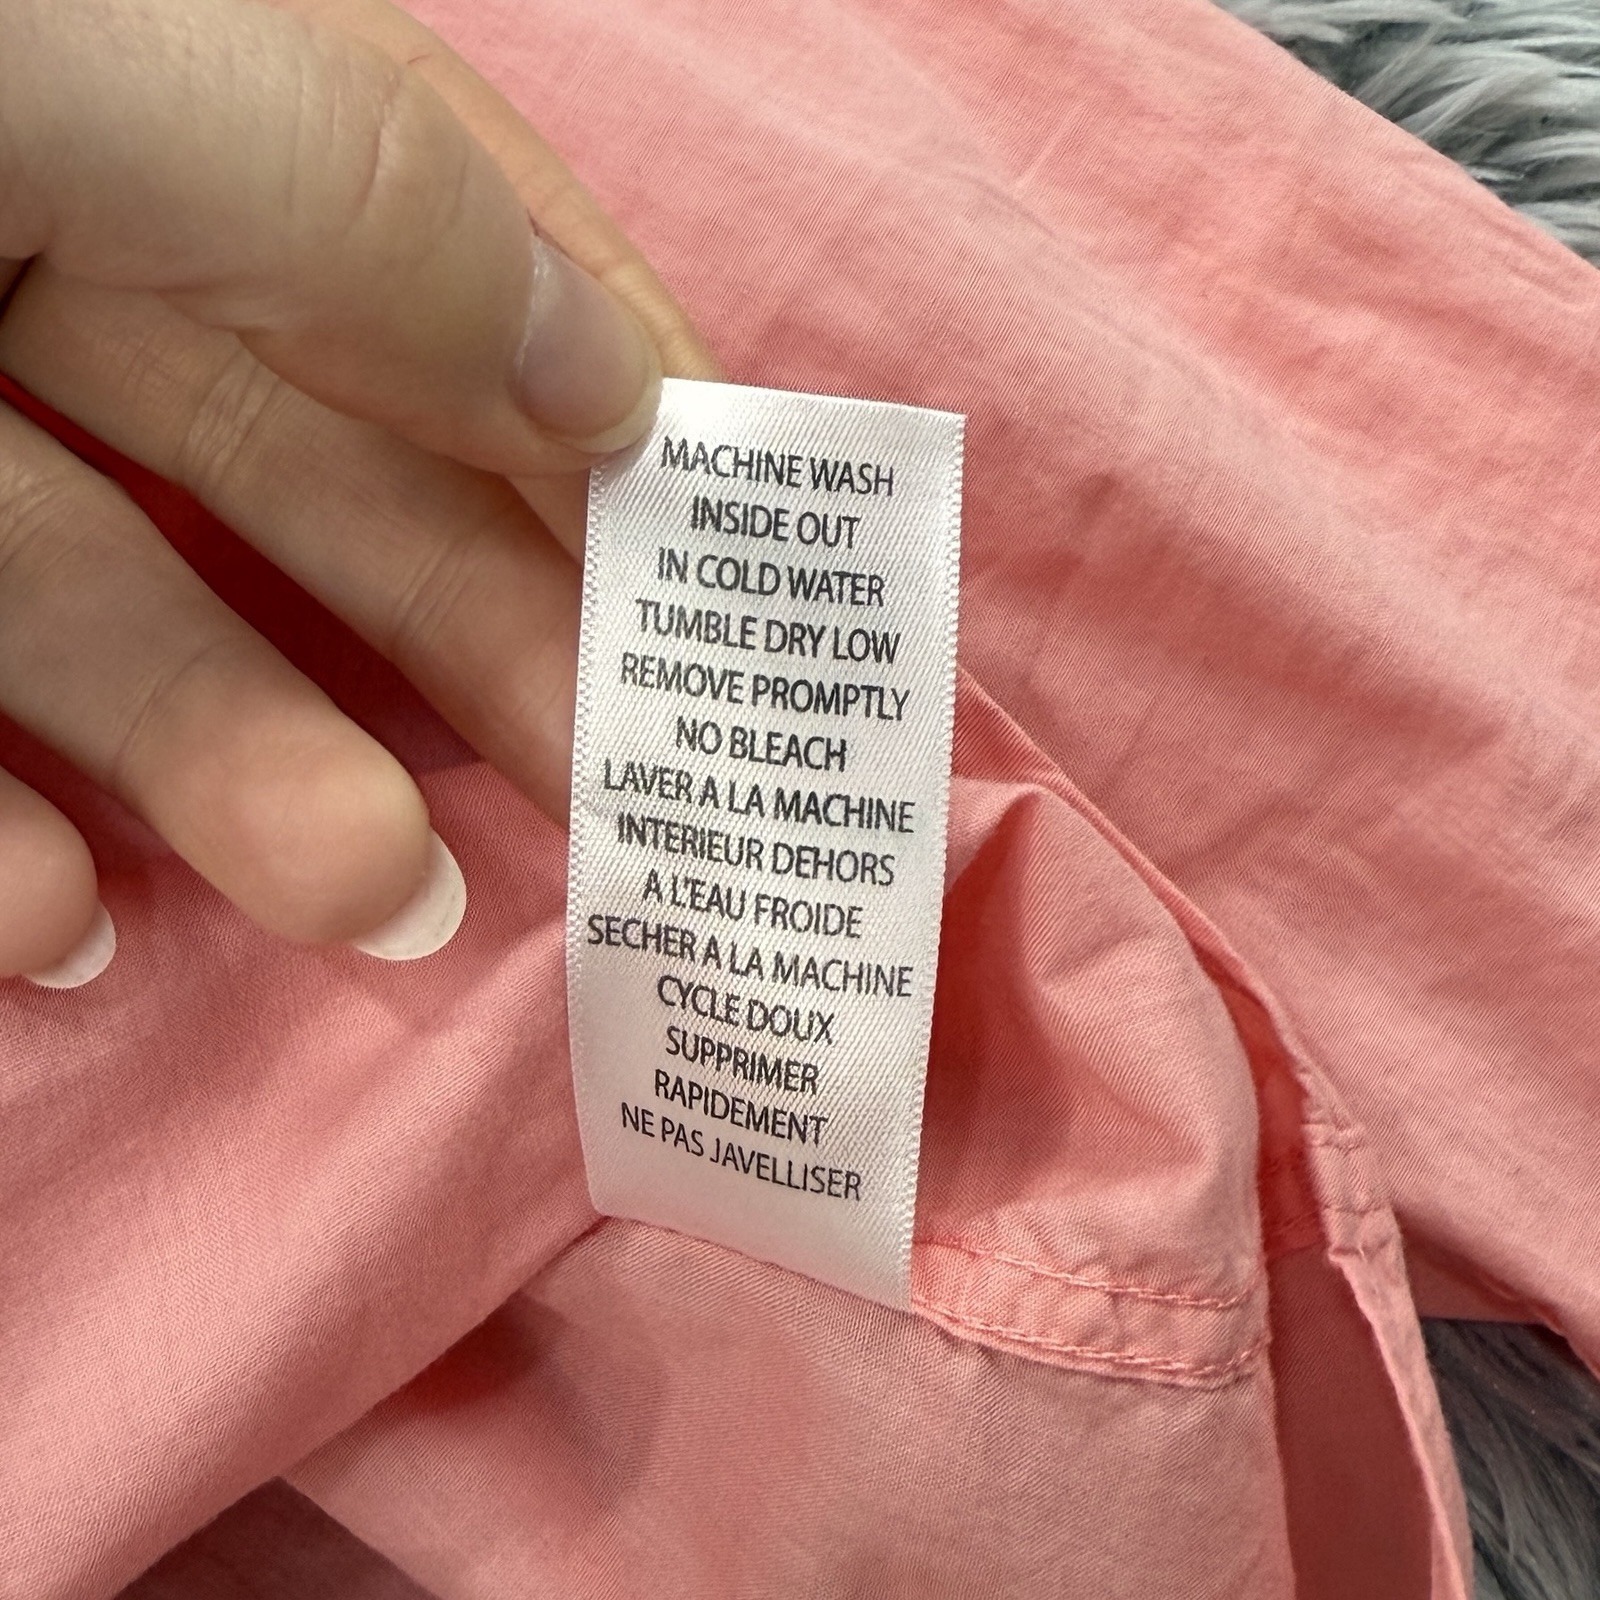 MACHINE WASH
INSIDE OUT
IN COLD WATER
TUMBLE DRY LOW
REMOVE PROMPTLY
NO BLEACH
LAVER A LA MACHINE
INTERIEUR DEHORS
A L'EAU FROIDE
SECHER A LA MACHINE
CYCLE DOUX
SUPPRIMER
RAPIDEMENT
NE PAS JAVELLISER